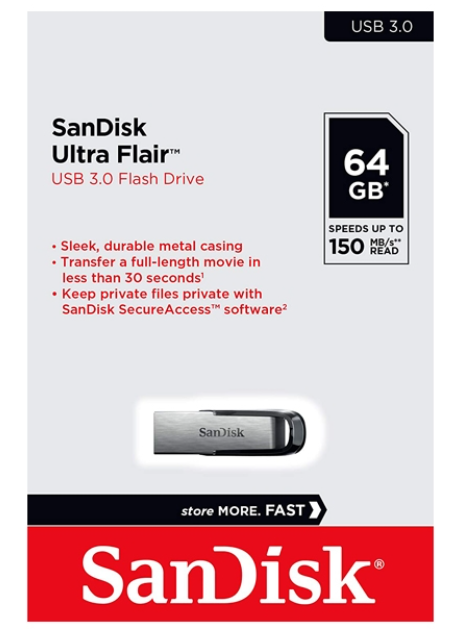 USB 3.0
SanDisk
Ultra Flair™
USB 3.0 Flash Drive
64
GB*
SPEEDS UP TO
150 MB/s** READ
• Sleek, durable metal casing
• Transfer a full-length movie in
less than 30 seconds¹
• Keep private files private with
SanDisk SecureAccess™ software²
SanDisk
store MORE. FAST
SanDisk®